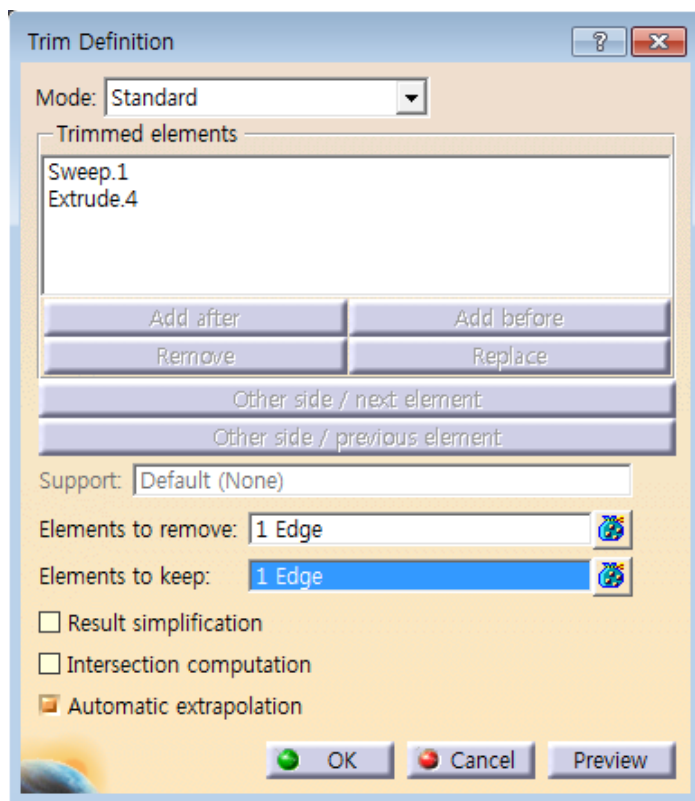 Trim Definition
Mode: Standard
Trimmed elements
Sweep.1
Extrude.4
Add after Add before
Remove Replace
Other side / next element
Other side / previous element
Support: Default (None)
Elements to remove: 1 Edge
Elements to keep: 1 Edge
Result simplification
Intersection computation
Automatic extrapolation
OK Cancel Preview